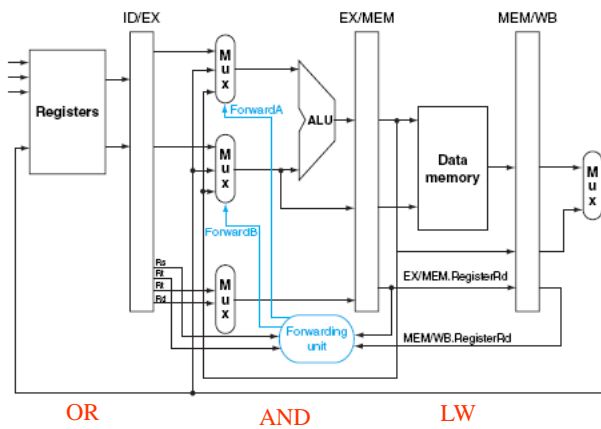 ID/EX
EX/MEM
MEM/WB
Mux
Registers
ForwardA
ALU
Mux
Data
memory
Mux
ForwardB
Rs
Rt
Rt
Rd
Mux
EX/MEM.RegisterRd
Forwarding
unit
MEM/WB.RegisterRd
OR
AND
LW